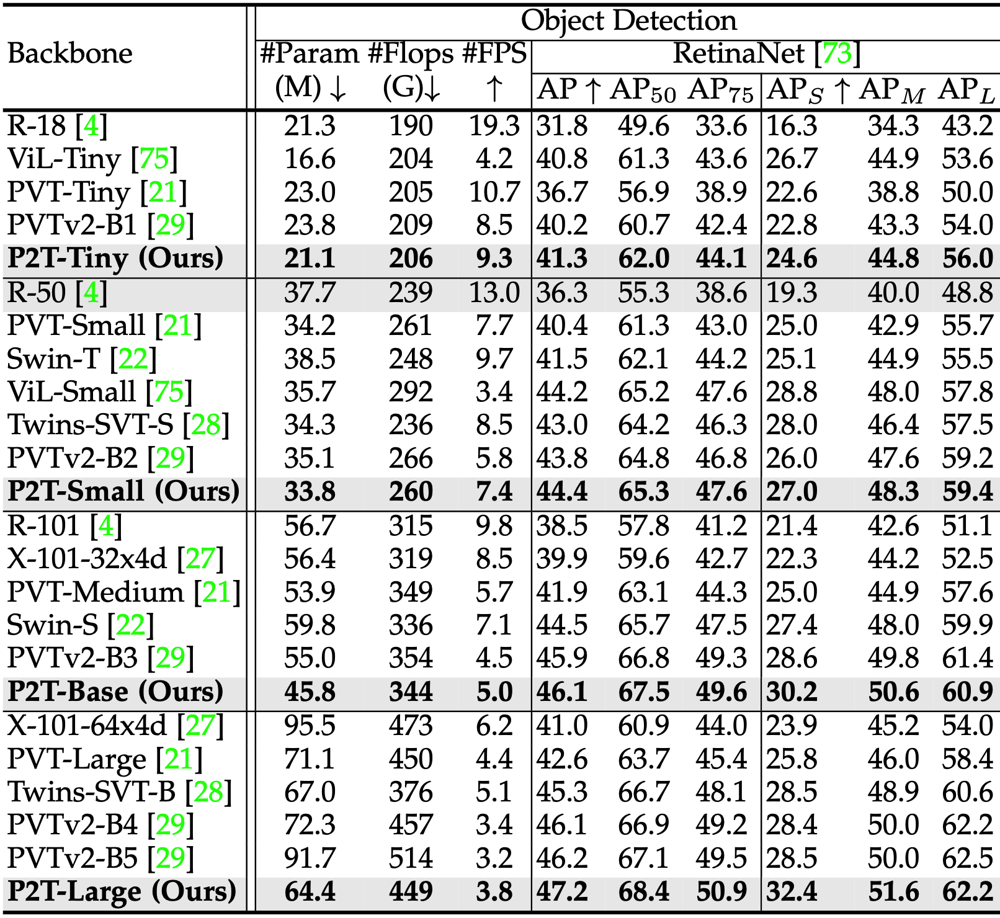 Object Detection
Backbone #Param #Flops #FPS RetinaNet [73]
(M) ↓ (G)↓ ↑ AP ↑ AP50 AP75 APS ↑ APM APL
R-18 [4] 21.3 190 19.3 31.8 49.6 33.6 16.3 34.3 43.2
ViL-Tiny [75] 16.6 204 4.2 40.8 61.3 43.6 26.7 44.9 53.6
PVT-Tiny [21] 23.0 205 10.7 36.7 56.9 38.9 22.6 38.8 50.0
PVTv2-B1 [29] 23.8 209 8.5 40.2 60.7 42.4 22.8 43.3 54.0
P2T-Tiny (Ours) 21.1 206 9.3 41.3 62.0 44.1 24.6 44.8 56.0
R-50 [4] 37.7 239 13.0 36.3 55.3 38.6 19.3 40.0 48.8
PVT-Small [21] 34.2 261 7.7 40.4 61.3 43.0 25.0 42.9 55.7
Swin-T [22] 38.5 248 9.7 41.5 62.1 44.2 25.1 44.9 55.5
ViL-Small [75] 35.7 292 3.4 44.2 65.2 47.6 28.8 48.0 57.8
Twins-SVT-S [28] 34.3 236 8.5 43.0 64.2 46.3 28.0 46.4 57.5
PVTv2-B2 [29] 35.1 266 5.8 43.8 64.8 46.8 26.0 47.6 59.2
P2T-Small (Ours) 33.8 260 7.4 44.4 65.3 47.6 27.0 48.3 59.4
R-101 [4] 56.7 315 9.8 38.5 57.8 41.2 21.4 42.6 51.1
X-101-32x4d [27] 56.4 319 8.5 39.9 59.6 42.7 22.3 44.2 52.5
PVT-Medium [21] 53.9 349 5.7 41.9 63.1 44.3 25.0 44.9 57.6
Swin-S [22] 59.8 336 7.1 44.5 65.7 47.5 27.4 48.0 59.9
PVTv2-B3 [29] 55.0 354 4.5 45.9 66.8 49.3 28.6 49.8 61.4
P2T-Base (Ours) 45.8 344 5.0 46.1 67.5 49.6 30.2 50.6 60.9
X-101-64x4d [27] 95.5 473 6.2 41.0 60.9 44.0 23.9 45.2 54.0
PVT-Large [21] 71.1 450 4.4 42.6 63.7 45.4 25.8 46.0 58.4
Twins-SVT-B [28] 67.0 376 5.1 45.3 66.7 48.1 28.5 48.9 60.6
PVTv2-B4 [29] 72.3 457 3.4 46.1 66.9 49.2 28.4 50.0 62.2
PVTv2-B5 [29] 91.7 514 3.2 46.2 67.1 49.5 28.5 50.0 62.5
P2T-Large (Ours) 64.4 449 3.8 47.2 68.4 50.9 32.4 51.6 62.2